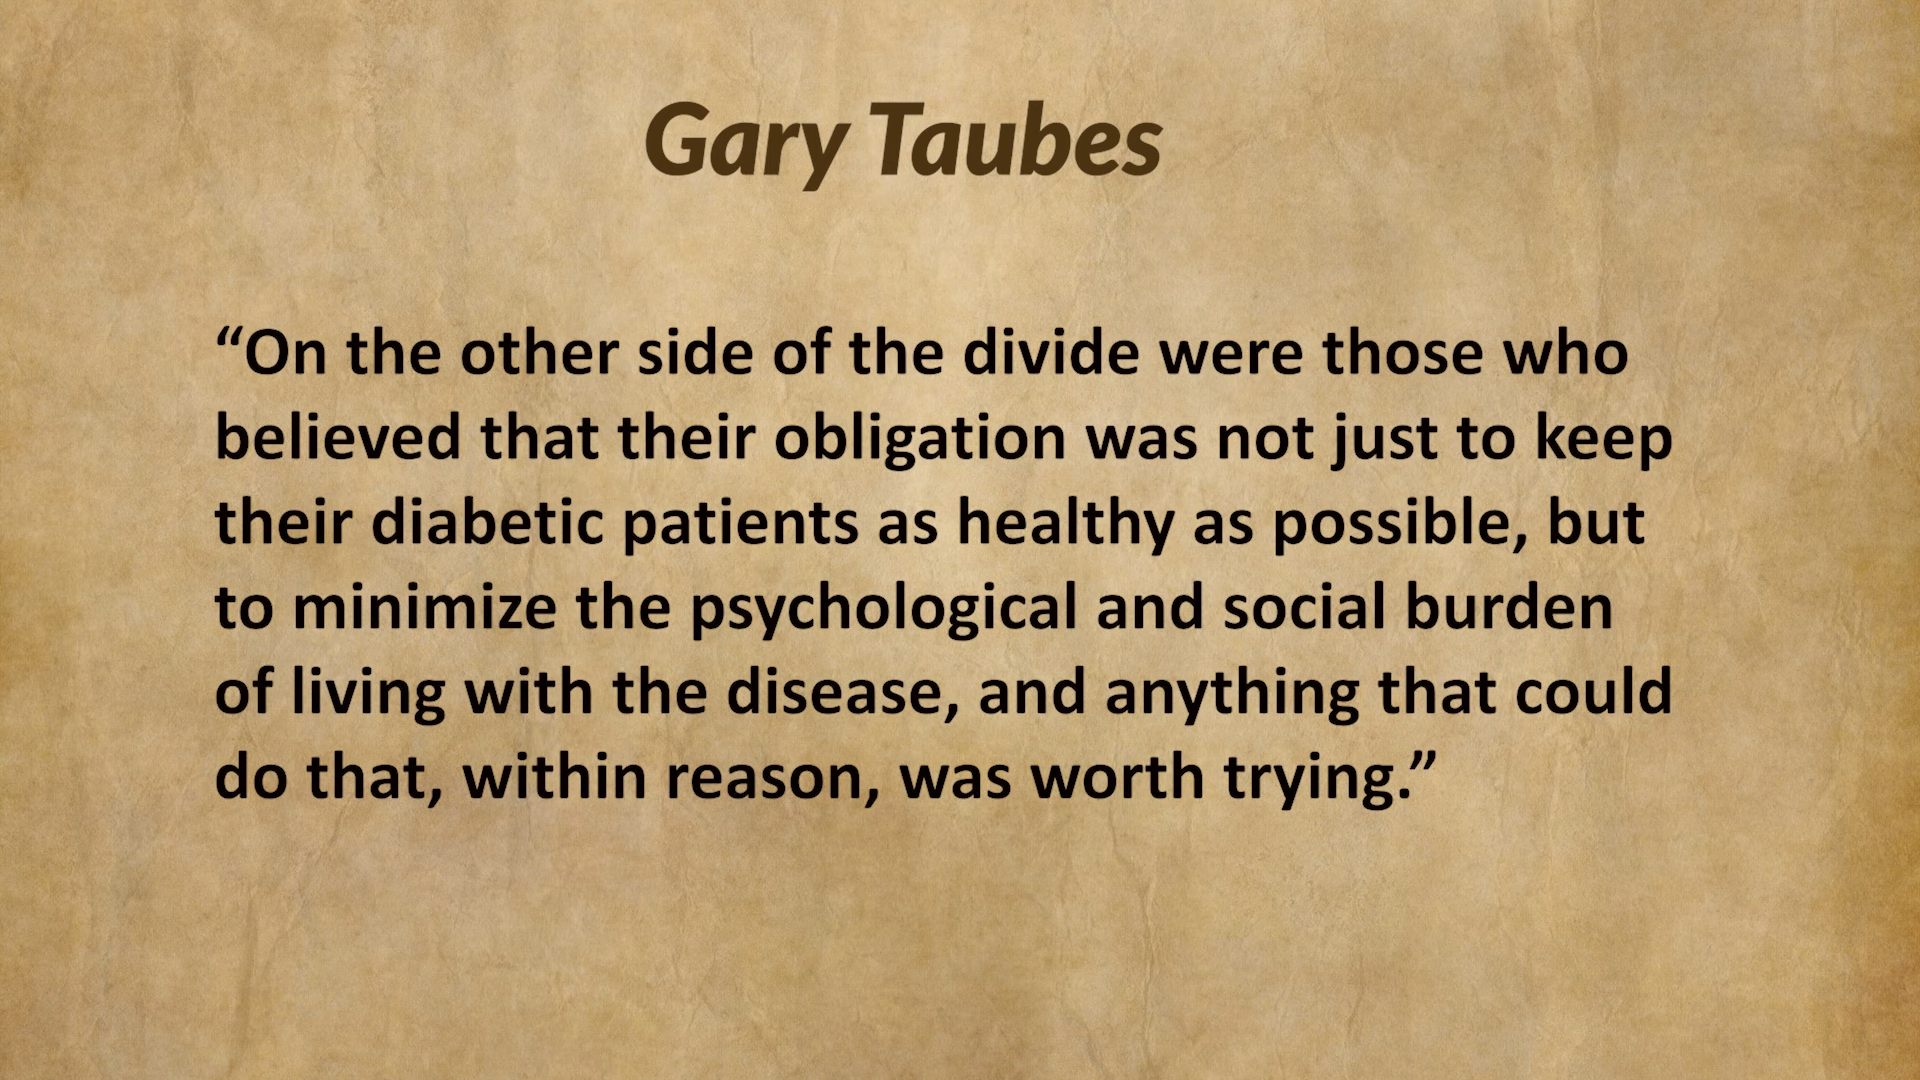 Gary Taubes
“On the other side of the divide were those who
believed that their obligation was not just to keep
their diabetic patients as healthy as possible, but
to minimize the psychological and social burden
of living with the disease, and anything that could
do that, within reason, was worth trying.”